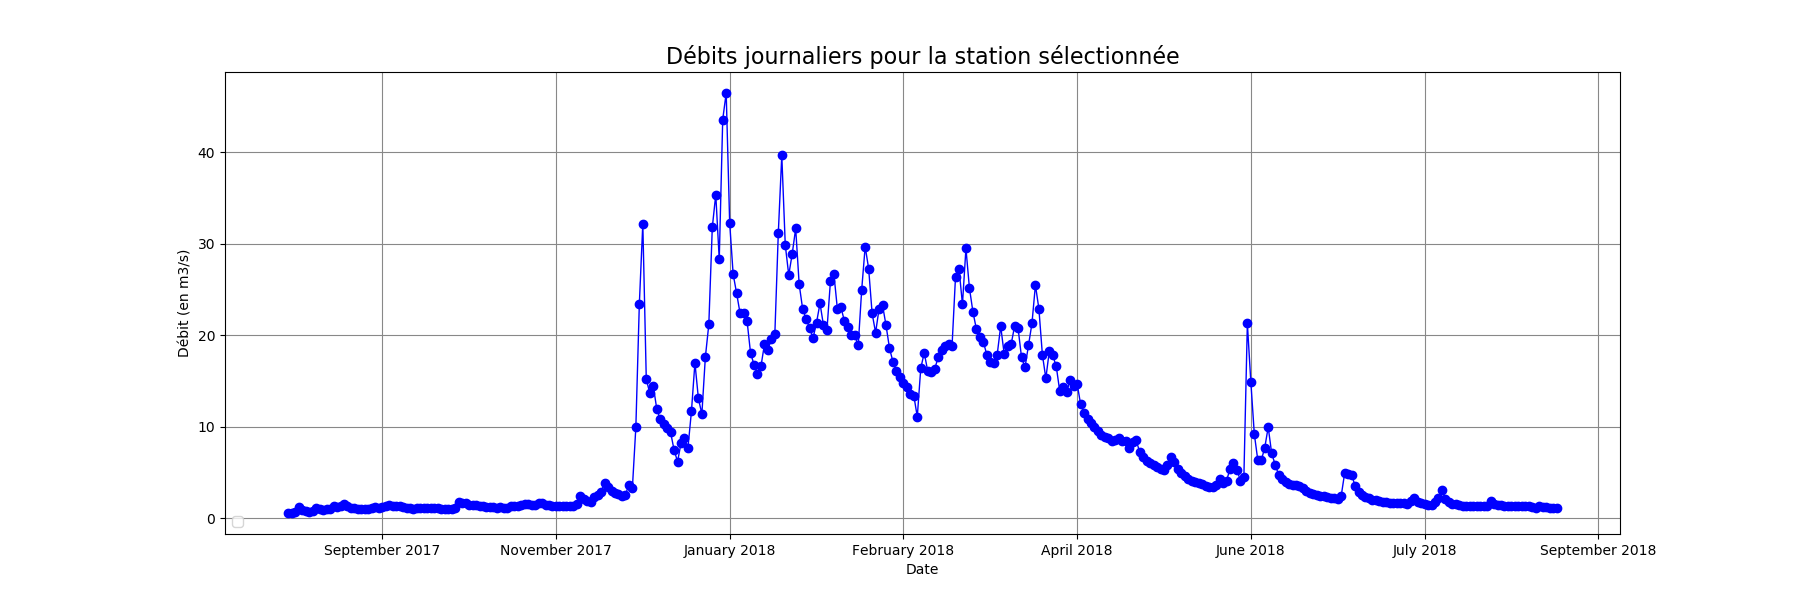 Débits journaliers pour la station sélectionnée
Débit (en m3/s)
40
30
20
10
0
September 2017
November 2017
January 2018
February 2018
April 2018
June 2018
July 2018
September 2018
Date